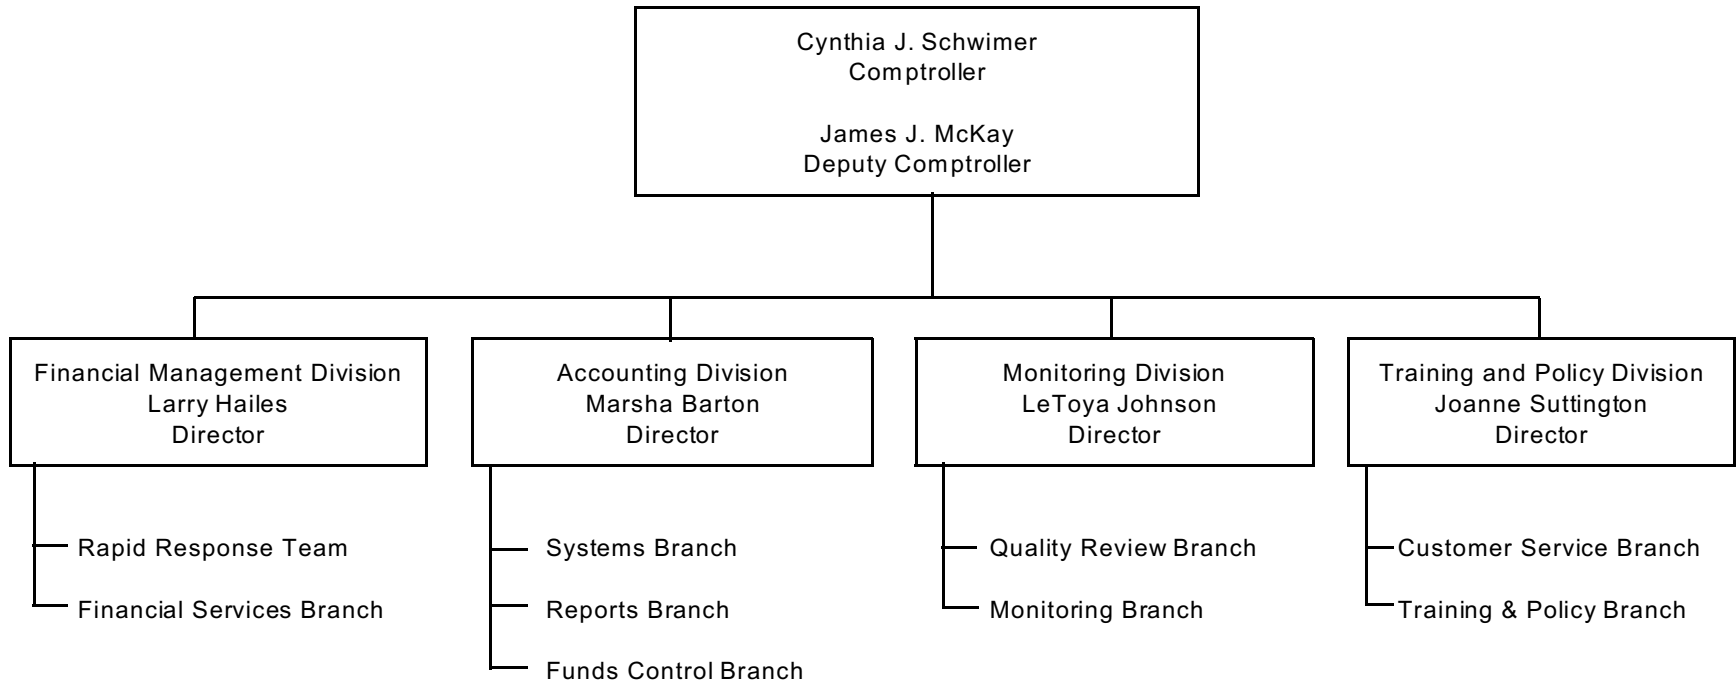 Cynthia J. Schwimer
Comptroller
James J. McKay
Deputy Comptroller
Financial Management Division
Larry Hailes
Director
Rapid Response Team
Financial Services Branch
Accounting Division
Marsha Barton
Director
Systems Branch
Reports Branch
Funds Control Branch
Monitoring Division
LeToya Johnson
Director
Quality Review Branch
Monitoring Branch
Training and Policy Division
Joanne Suttington
Director
Customer Service Branch
Training & Policy Branch